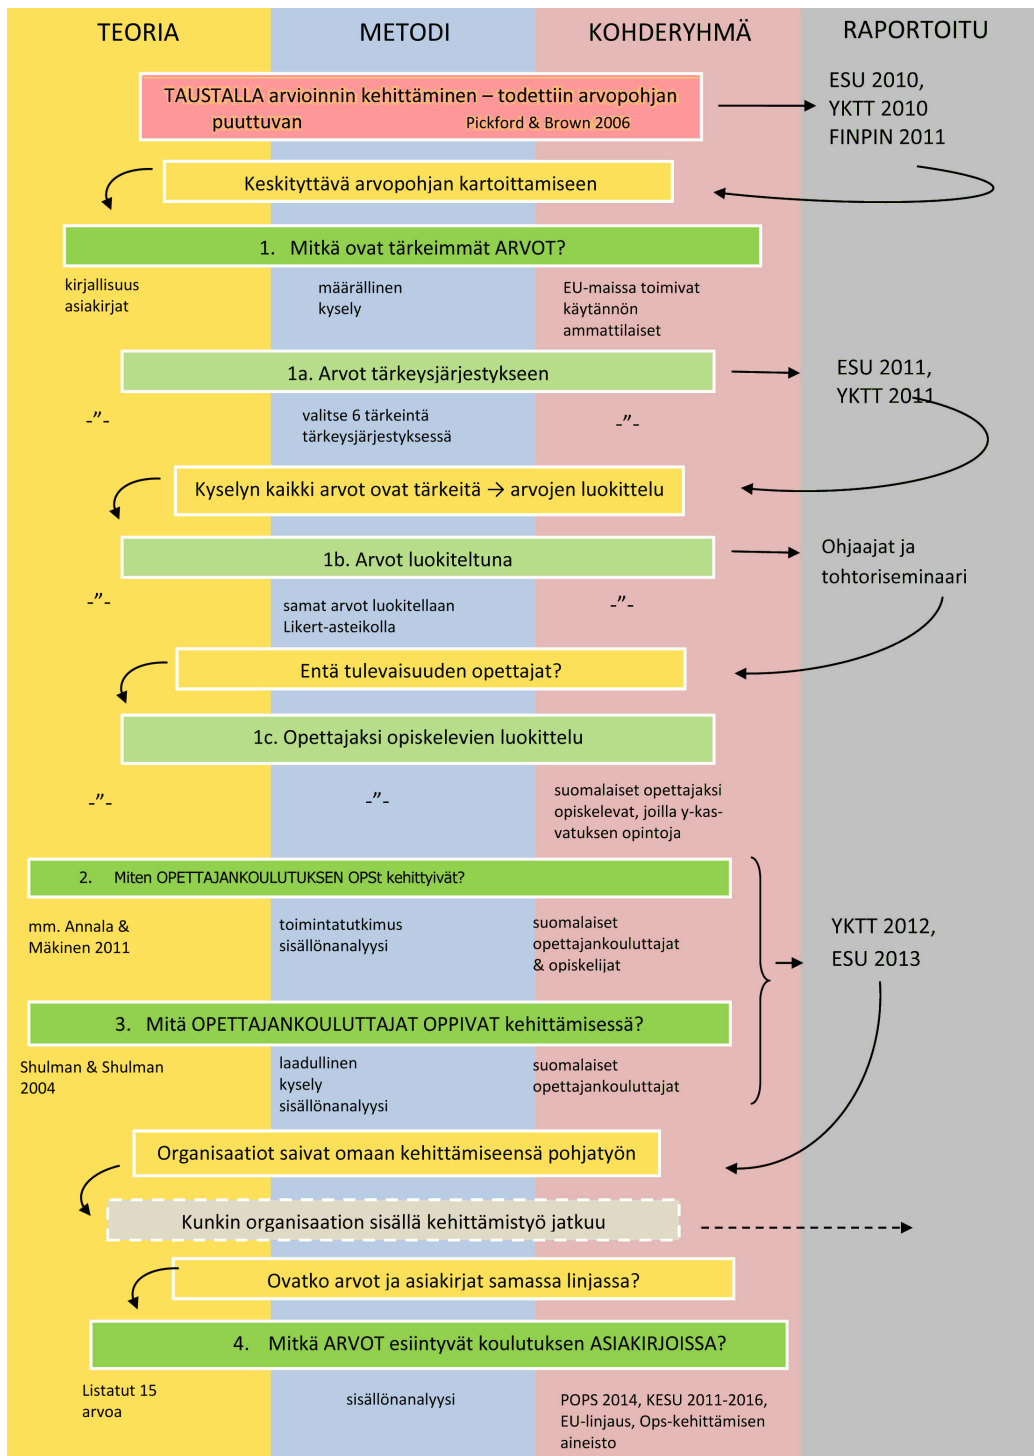 TEORIA
METODI
KOHDERYHMÄ
RAPORTOITU
TAUSTALLA arvioinnin kehittäminen – todettiin arvopohjan
puuttuvan
Pickford & Brown 2006
ESU 2010,
YKTT 2010
FINPIN 2011
Keskityttävä arvopohjan kartoittamiseen
1. Mitkä ovat tärkeimmät ARVOT?
kirjallisuus
asiakirjat
määrällinen
kysely
EU-maissa toimivat
käytännön
ammattilaiset
1a. Arvot tärkeysjärjestykseen
ESU 2011,
YKTT 2011
-”-
valitse 6 tärkeintä
tärkeysjärjestyksessä
-”-
Kyselyn kaikki arvot ovat tärkeitä → arvojen luokittelu
1b. Arvot luokiteltuna
Ohjaajat ja
tohtoriseminaari
-”-
samat arvot luokitellaan
Likert-asteikolla
-”-
Entä tulevaisuuden opettajat?
1c. Opettajaksi opiskelevien luokittelu
-”-
-”-
suomalaiset opettajaksi
opiskelevat, joilla y-kas-
vatuksen opintoja
2. Miten OPETTAJANKOULUTUKSEN OPSt kehittyivät?
mm. Annala &
Mäkinen 2011
toimintatutkimus
sisällönanalyysi
suomalaiset
opettajankouluttajat
& opiskelijat
YKTT 2012,
ESU 2013
3. Mitä OPETTAJANKOULUTTAJAT OPPIVAT kehittämisessä?
Shulman & Shulman
2004
laadullinen
kysely
sisällönanalyysi
suomalaiset
opettajankouluttajat
Organisaatiot saivat omaan kehittämiseensä pohjatyön
Kunkin organisaation sisällä kehittämistyö jatkuu
Ovatko arvot ja asiakirjat samassa linjassa?
4. Mitkä ARVOT esiintyvät koulutuksen ASIAKIRJOISSA?
Listatut 15
arvoa
sisällönanalyysi
POPS 2014, KESU 2011-2016,
EU-linjaus, Ops-kehittämisen
aineisto